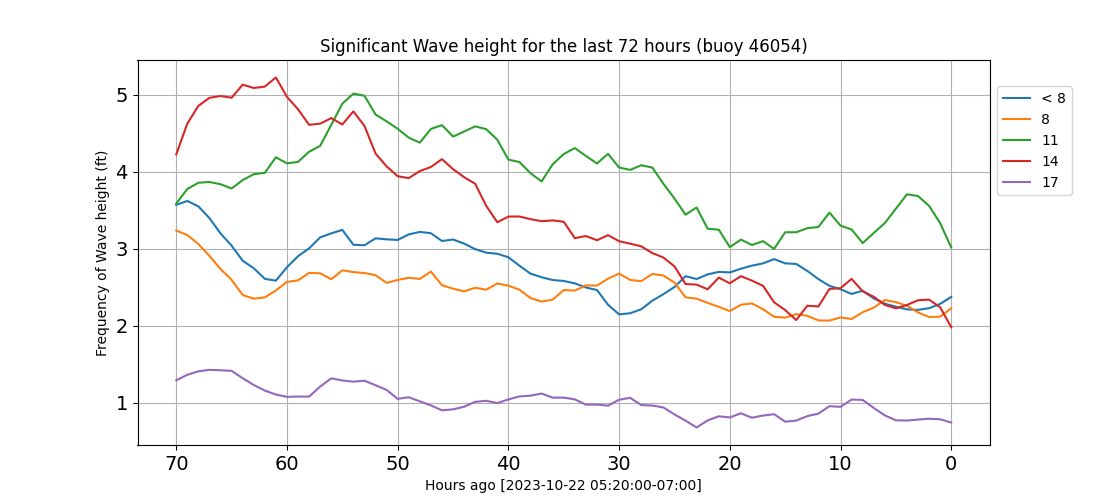 Significant Wave height for the last 72 hours (buoy 46054)
Frequency of Wave height (ft)
5
4
3
2
1
70 60 50 40 30 20 10 0
Hours ago [2023-10-22 05:20:00-07:00]
< 8
8
11
14
17